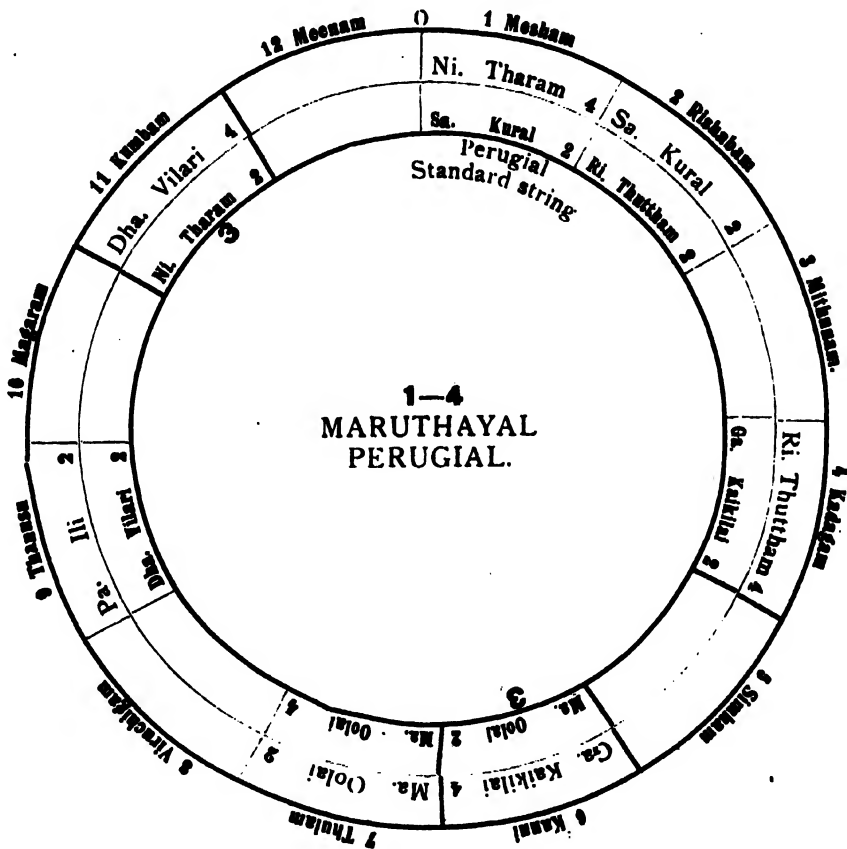 0
1 Mesham
2 Rishabam
3 Mithunam.
4 Kadagam
5 Simham
6 Kanni
7 Thulam
8 Viruchigam
9 Thanusu
10 Magaram
11 Kumbam
12 Meenam
Ni. Tharam 4
Sa. Kural 2
Ri. Thuttham 4
Ga. Kaikilai 4
Ma. Oolai 2
Pa. Ili 2
Dha. Vilari 4
Sa. Kural 2
Ri. Thuttham
Ga. Kaikilai 2
Ma. Oolai 2
3
Ma. Oolai 4
Dha. Vilari
Ni. Tharam 2
3
Perugial
Standard string
1—4
MARUTHAYAL
PERUGIAL.